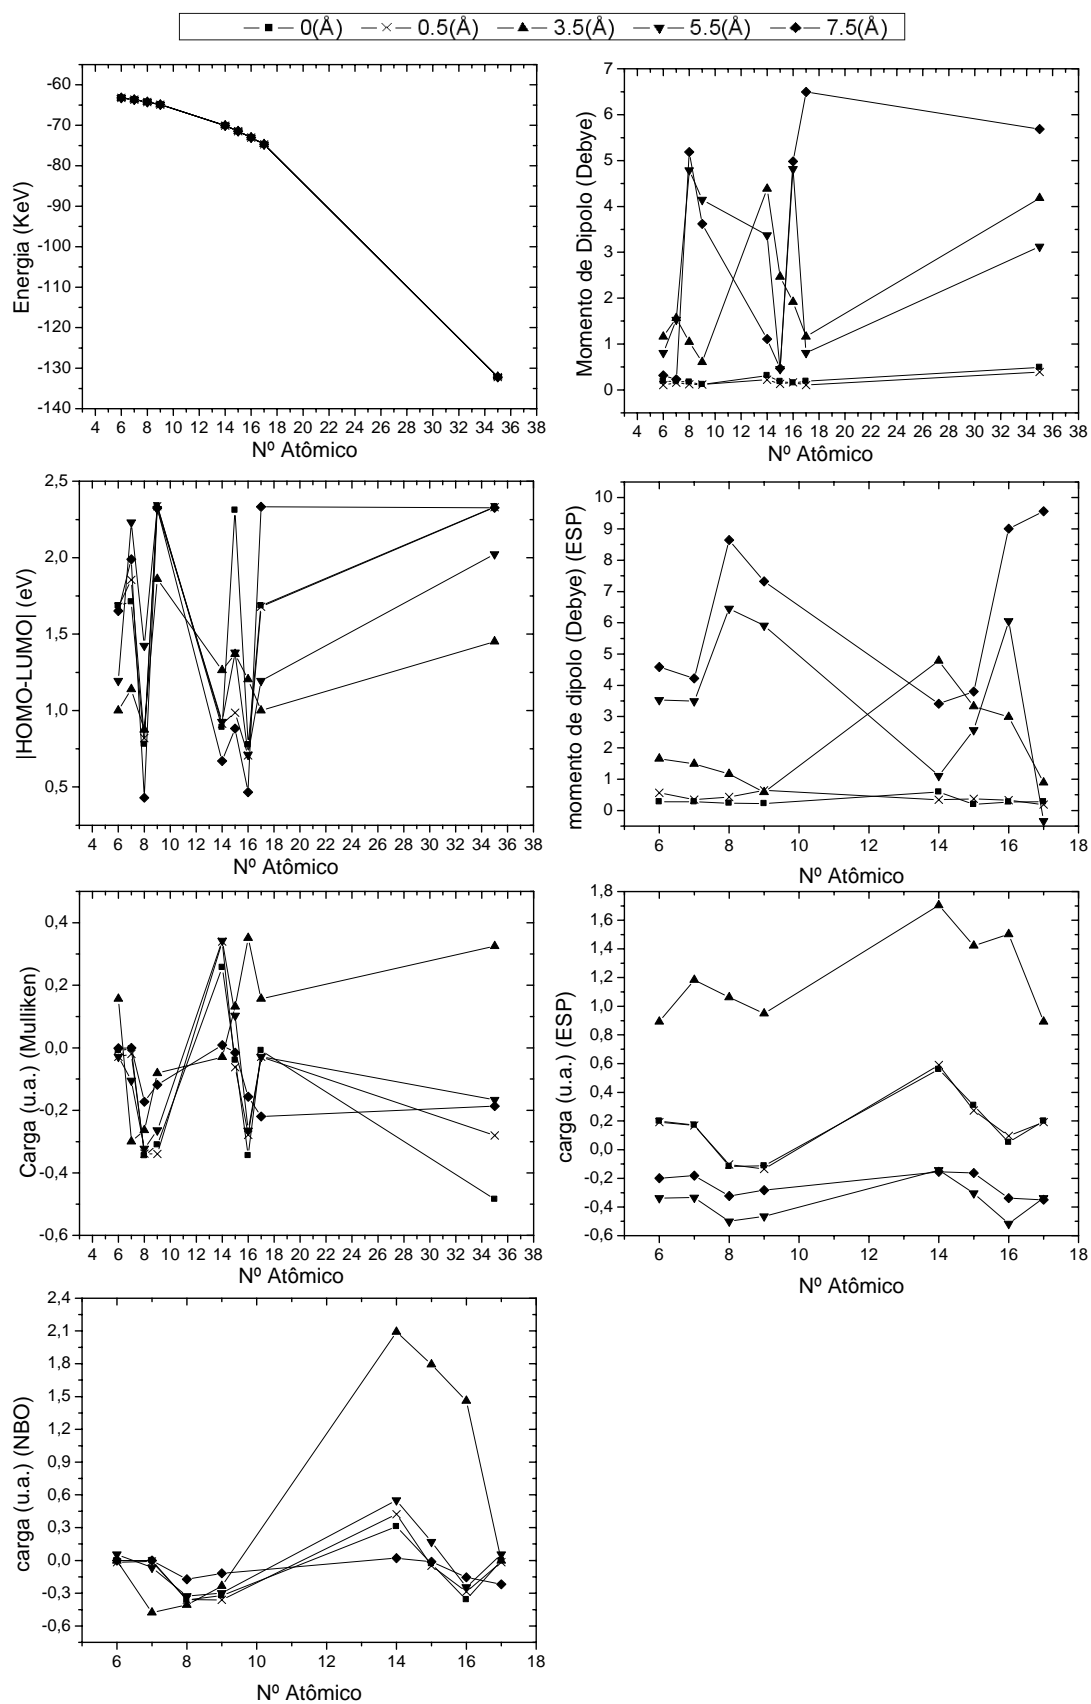 0(Å) 0.5(Å) 3.5(Å) 5.5(Å) 7.5(Å)
Energia (KeV)
-60
-70
-80
-90
-100
-110
-120
-130
-140
4 6 8 10 12 14 16 18 20 22 24 26 28 30 32 34 36 38
Nº Atômico
Momento de Dipolo (Debye)
7
6
5
4
3
2
1
0
4 6 8 10 12 14 16 18 20 22 24 26 28 30 32 34 36 38
Nº Atômico
|HOMO-LUMO| (eV)
2,5
2,0
1,5
1,0
0,5
4 6 8 10 12 14 16 18 20 22 24 26 28 30 32 34 36 38
Nº Atômico
momento de dipolo (Debye) (ESP)
10
9
8
7
6
5
4
3
2
1
0
6 8 10 12 14 16 18
Nº Atômico
Carga (u.a.) (Mulliken)
0,4
0,2
0,0
-0,2
-0,4
-0,6
4 6 8 10 12 14 16 18 20 22 24 26 28 30 32 34 36 38
Nº Atômico
carga (u.a.) (ESP)
1,8
1,6
1,4
1,2
1,0
0,8
0,6
0,4
0,2
0,0
-0,2
-0,4
-0,6
6 8 10 12 14 16 18
Nº Atômico
carga (u.a.) (NBO)
2,4
2,1
1,8
1,5
1,2
0,9
0,6
0,3
0,0
-0,3
-0,6
6 8 10 12 14 16 18
Nº Atômico